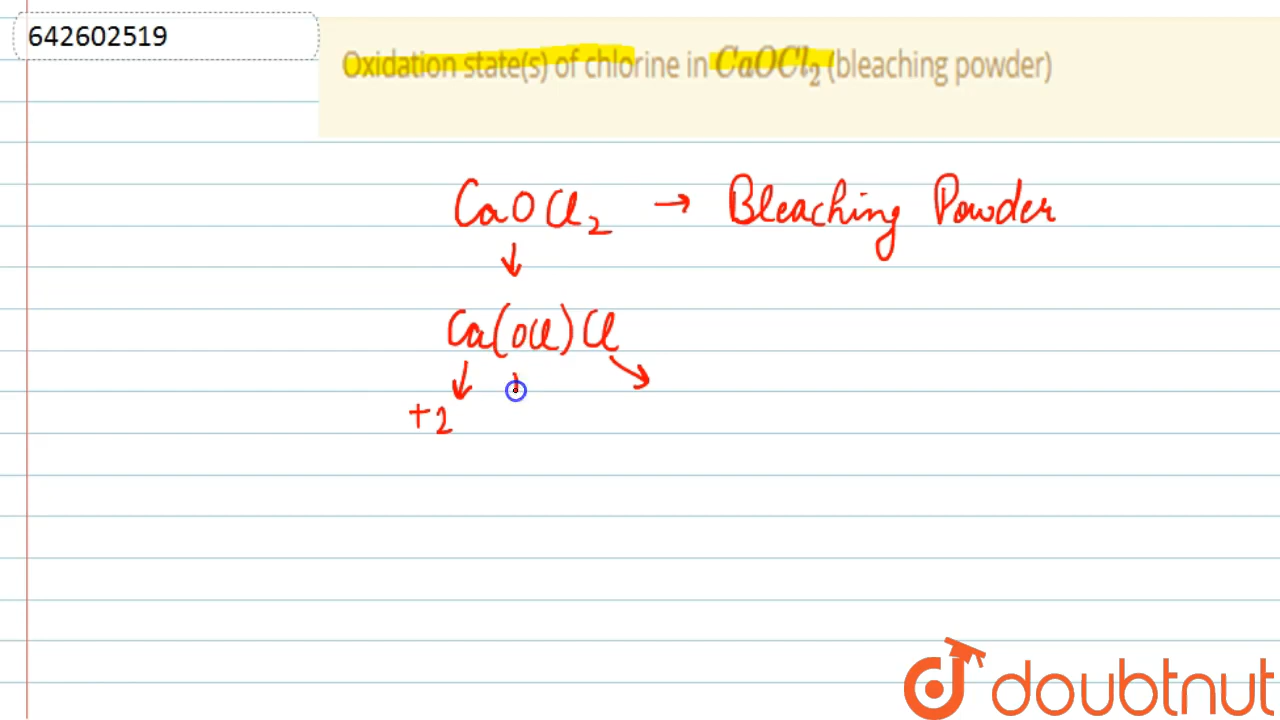 642602519
Oxidation state(s) of chlorine in CaOCl₂ (bleaching powder)
CaOCl₂ → Bleaching Powder
↓
Ca(OCl)Cl
+2
doubtnut